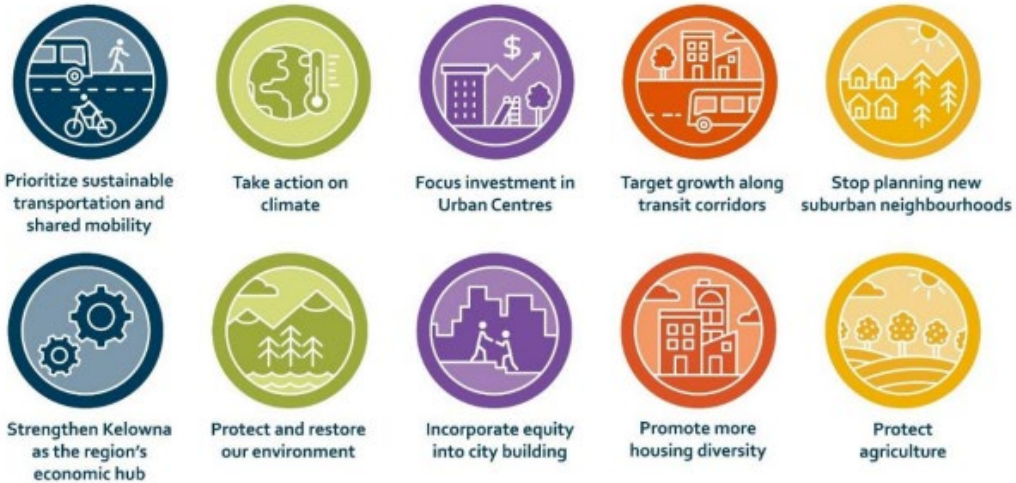 $
Prioritize sustainable
transportation and
shared mobility
Take action on
climate
Focus investment in
Urban Centres
Target growth along
transit corridors
Stop planning new
suburban neighbourhoods
Strengthen Kelowna
as the region's
economic hub
Protect and restore
our environment
Incorporate equity
into city building
Promote more
housing diversity
Protect
agriculture